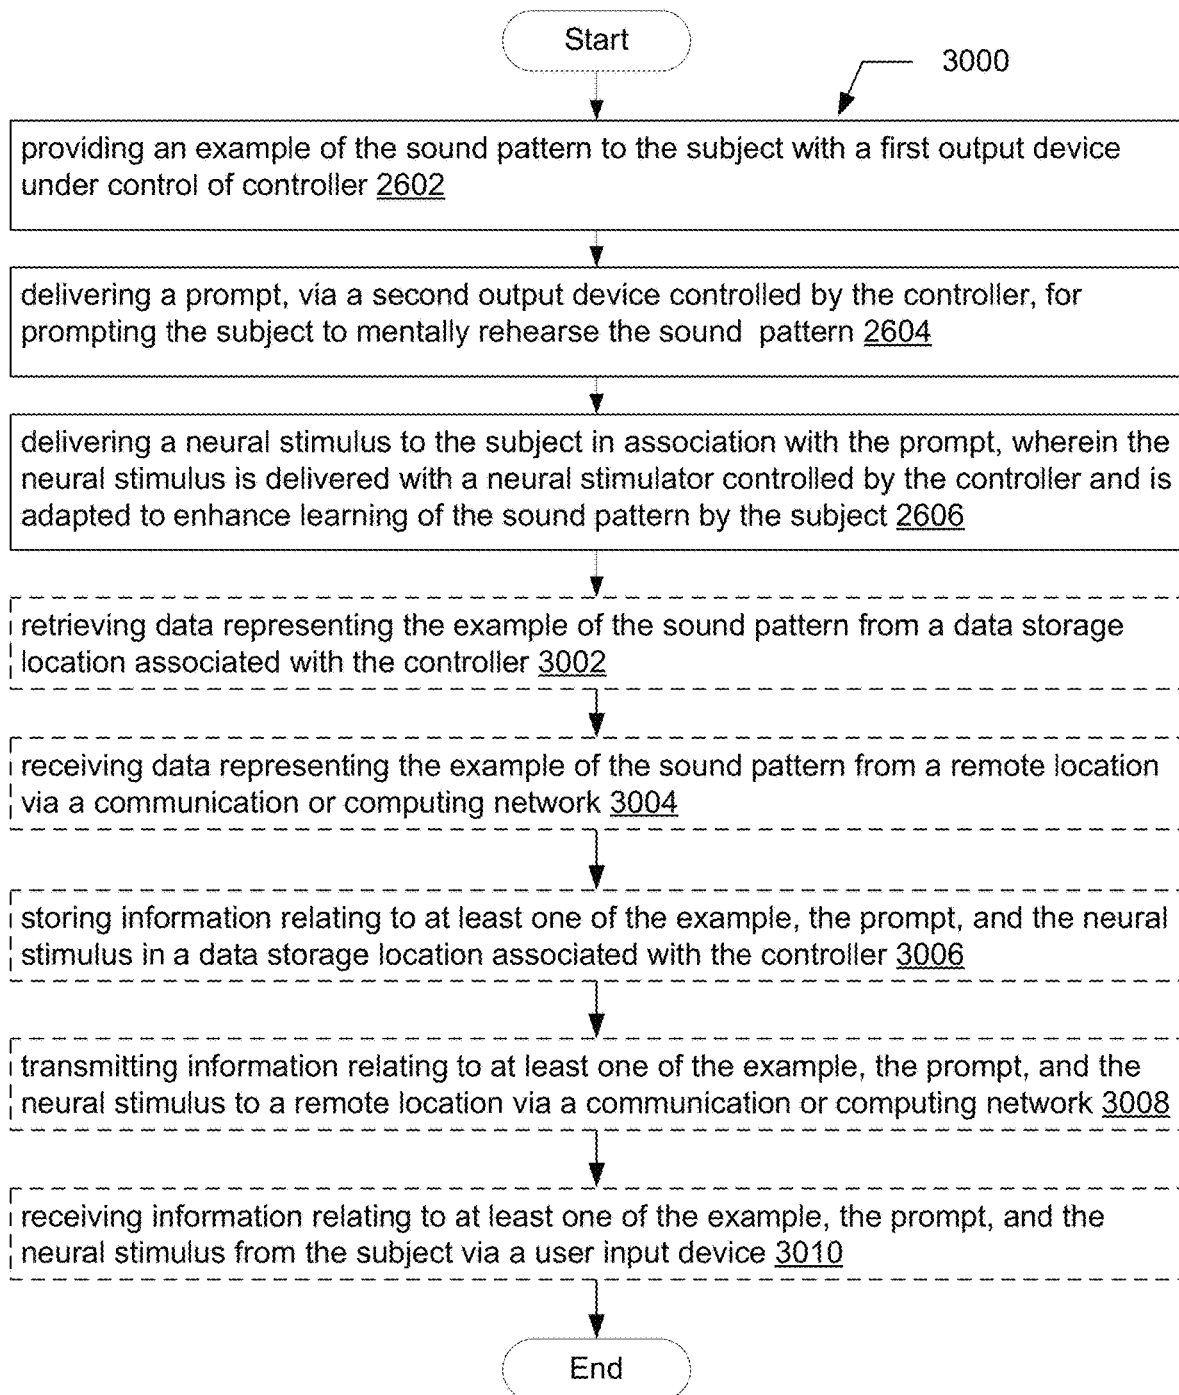 Start
3000
providing an example of the sound pattern to the subject with a first output device
under control of controller 2602
delivering a prompt, via a second output device controlled by the controller, for
prompting the subject to mentally rehearse the sound pattern 2604
delivering a neural stimulus to the subject in association with the prompt, wherein the
neural stimulus is delivered with a neural stimulator controlled by the controller and is
adapted to enhance learning of the sound pattern by the subject 2606
retrieving data representing the example of the sound pattern from a data storage
location associated with the controller 3002
receiving data representing the example of the sound pattern from a remote location
via a communication or computing network 3004
storing information relating to at least one of the example, the prompt, and the neural
stimulus in a data storage location associated with the controller 3006
transmitting information relating to at least one of the example, the prompt, and the
neural stimulus to a remote location via a communication or computing network 3008
receiving information relating to at least one of the example, the prompt, and the
neural stimulus from the subject via a user input device 3010
End